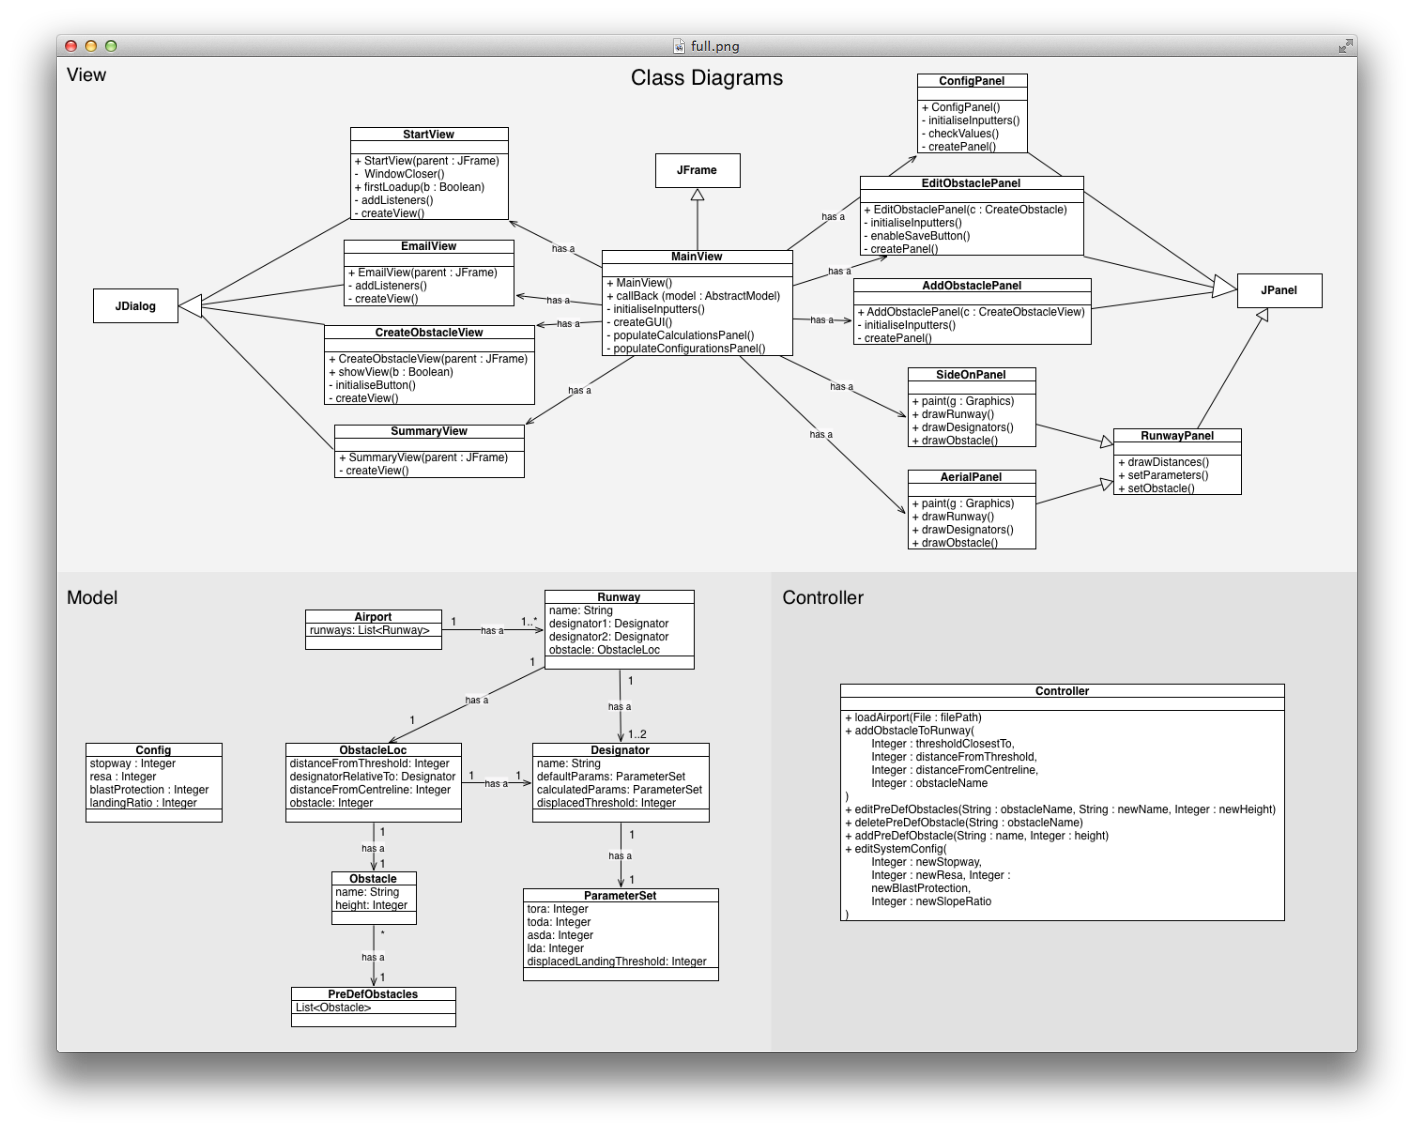 full.png
View
Class Diagrams
StartView
+ StartView(parent : JFrame)
- WindowCloser()
+ firstLoadup(b : Boolean)
- addListeners()
- createView()
EmailView
+ EmailView(parent : JFrame)
- addListeners()
- createView()
CreateObstacleView
+ CreateObstacleView(parent : JFrame)
+ showView(b : Boolean)
- initialiseButton()
- createView()
SummaryView
+ SummaryView(parent : JFrame)
- createView()
JDialog
JFrame
MainView
+ MainView()
+ callBack (model : AbstractModel)
- initialiseInputters()
- createGUI()
- populateCalculationsPanel()
- populateConfigurationsPanel()
has a
has a
has a
has a
has a
has a
has a
has a
has a
ConfigPanel
+ ConfigPanel()
- initialiseInputters()
- checkValues()
- createPanel()
EditObstaclePanel
+ EditObstaclePanel(c : CreateObstacle)
- initialiseInputters()
- enableSaveButton()
- createPanel()
AddObstaclePanel
+ AddObstaclePanel(c : CreateObstacleView)
- initialiseInputters()
- createPanel()
JPanel
SideOnPanel
+ paint(g : Graphics)
+ drawRunway()
+ drawDesignators()
+ drawObstacle()
AerialPanel
+ paint(g : Graphics)
+ drawRunway()
+ drawDesignators()
+ drawObstacle()
RunwayPanel
+ drawDistances()
+ setParameters()
+ setObstacle()
Model
Airport
runways: List<Runway>
1
has a
1..*
Runway
name: String
designator1: Designator
designator2: Designator
obstacle: ObstacleLoc
1
has a
1
1
has a
1..2
Config
stopway : Integer
resa : Integer
blastProtection : Integer
landingRatio : Integer
ObstacleLoc
distanceFromThreshold: Integer
designatorRelativeTo: Designator
distanceFromCentreline: Integer
obstacle: Integer
1
has a
1
Designator
name: String
defaultParams: ParameterSet
calculatedParams: ParameterSet
displacedThreshold: Integer
1
has a
1
Obstacle
name: String
height: Integer
*
has a
1
PreDefObstacles
List<Obstacle>
1
has a
1
ParameterSet
tora: Integer
toda: Integer
asda: Integer
lda: Integer
displacedLandingThreshold: Integer
Controller
Controller
+ loadAirport(File : filePath)
+ addObstacleToRunway(
Integer : thresholdClosestTo,
Integer : distanceFromThreshold,
Integer : distanceFromCentreline,
Integer : obstacleName
)
+ editPreDefObstacles(String : obstacleName, String : newName, Integer : newHeight)
+ deletePreDefObstacle(String : obstacleName)
+ addPreDefObstacle(String : name, Integer : height)
+ editSystemConfig(
Integer : newStopway,
Integer : newResa, Integer :
newBlastProtection,
Integer : newSlopeRatio
)